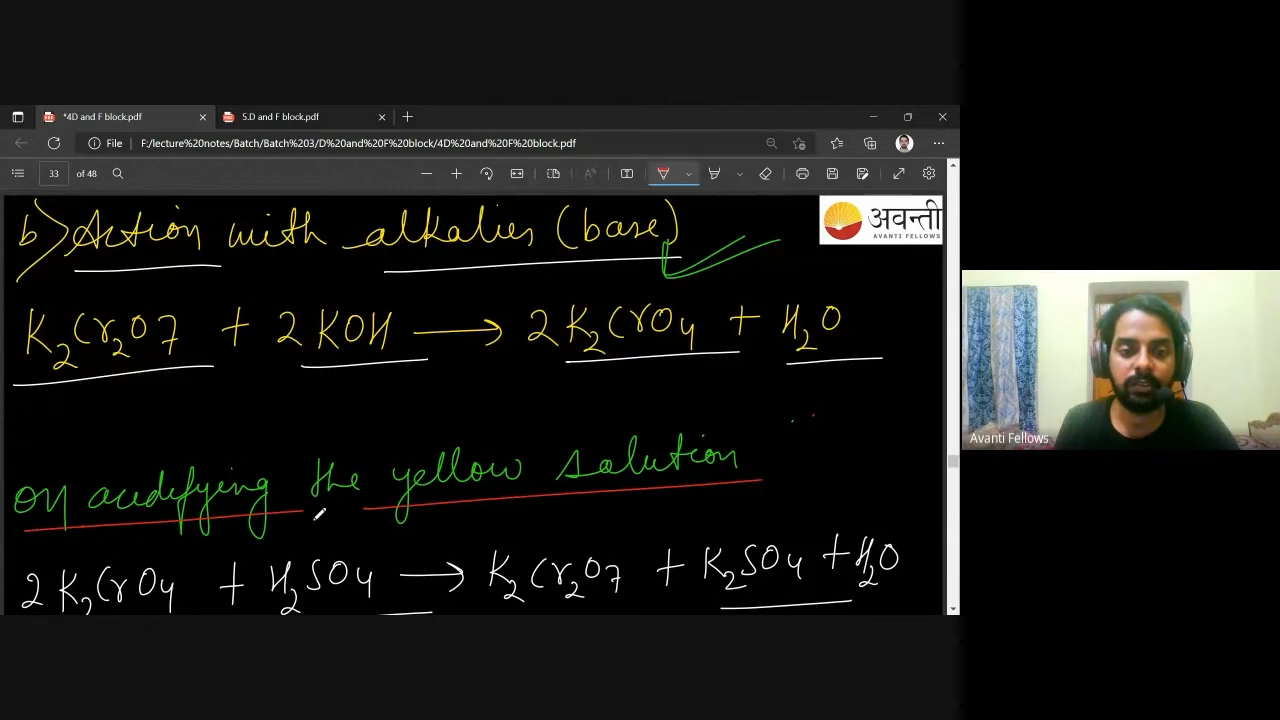 *4D and F block.pdf
5.D and F block.pdf
File F:/lecture%20notes/Batch/Batch%203/D%20and%20F%20block/4D%20and%20F%20block.pdf
33 of 48
b) Action with alkalies (base)
अवन्ती
AVANTI FELLOWS
K₂Cr₂O7 + 2KOH → 2K₂CrO4 + H₂O
Avanti Fellows
on acidifying the yellow solution
2K₂CrO4 + H₂SO4 → K₂Cr₂O7 + K₂SO4 + H₂O